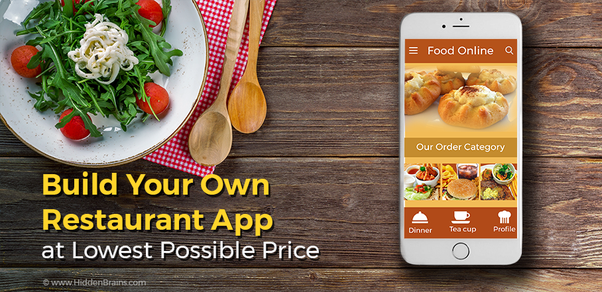 Food Online
Our Order Category
Dinner
Tea cup
Profile
Build Your Own
Restaurant App
at Lowest Possible Price
© www.HiddenBrains.com